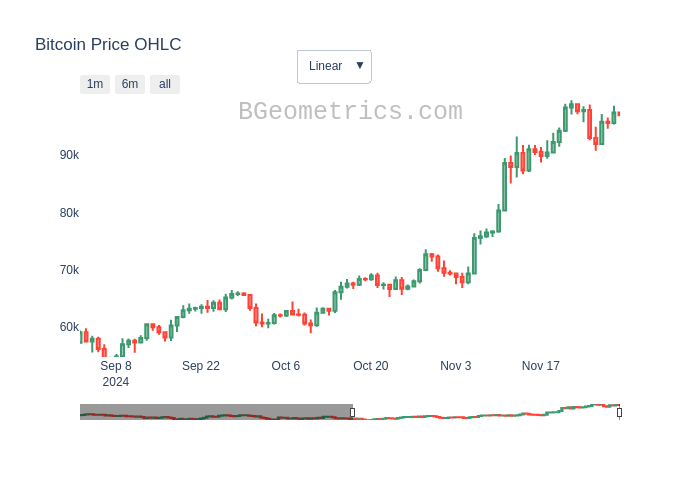 Bitcoin Price OHLC
Linear ▼
1m 6m all
BGeometrics.com
90k
80k
70k
60k
Sep 8 Sep 22 Oct 6 Oct 20 Nov 3 Nov 17
2024